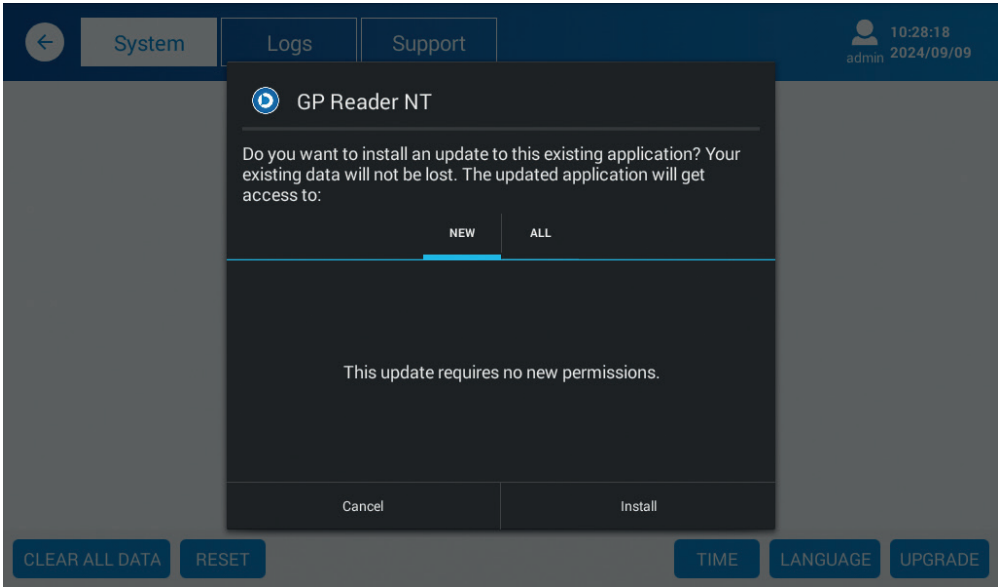 System
Logs
Support
10:28:18
admin 2024/09/09
GP Reader NT
Do you want to install an update to this existing application? Your
existing data will not be lost. The updated application will get
access to:
NEW
ALL
This update requires no new permissions.
Cancel
Install
CLEAR ALL DATA
RESET
TIME
LANGUAGE
UPGRADE